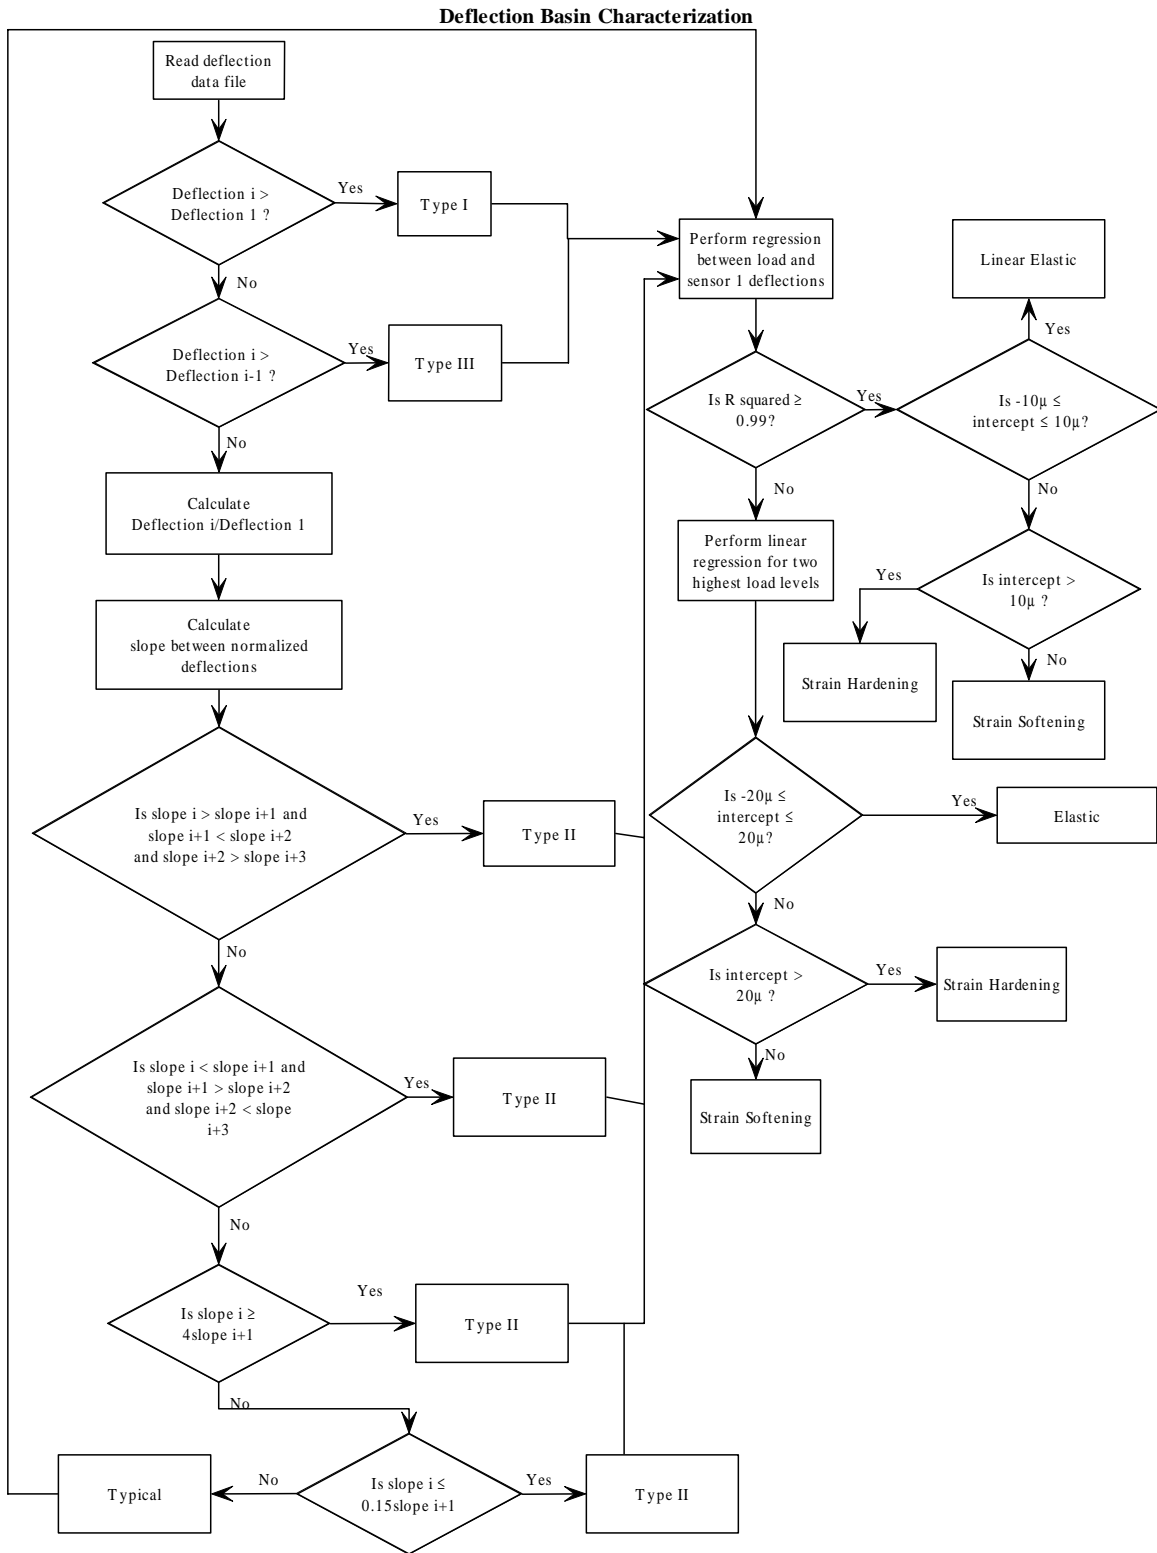 Deflection Basin Characterization
Read deflection
data file
Deflection i >
Deflection 1 ?
Yes
Type I
No
Deflection i >
Deflection i-1 ?
Yes
Type III
No
Calculate
Deflection i/Deflection 1
Calculate
slope between normalized
deflections
Is slope i > slope i+1 and
slope i+1 < slope i+2
and slope i+2 > slope i+3
Yes
Type II
No
Is slope i < slope i+1 and
slope i+1 > slope i+2
and slope i+2 < slope
i+3
Yes
Type II
No
Is slope i ≥
4slope i+1
Yes
Type II
No
Is slope i ≤
0.15slope i+1
Yes
Type II
No
Typical
Perform regression
between load and
sensor 1 deflections
Is R squared ≥
0.99?
Yes
Is -10µ ≤
intercept ≤ 10µ?
Yes
Linear Elastic
No
Is intercept >
10µ ?
Yes
Strain Hardening
No
Strain Softening
No
Perform linear
regression for two
highest load levels
Is -20µ ≤
intercept ≤
20µ?
Yes
Elastic
No
Is intercept >
20µ ?
Yes
Strain Hardening
No
Strain Softening